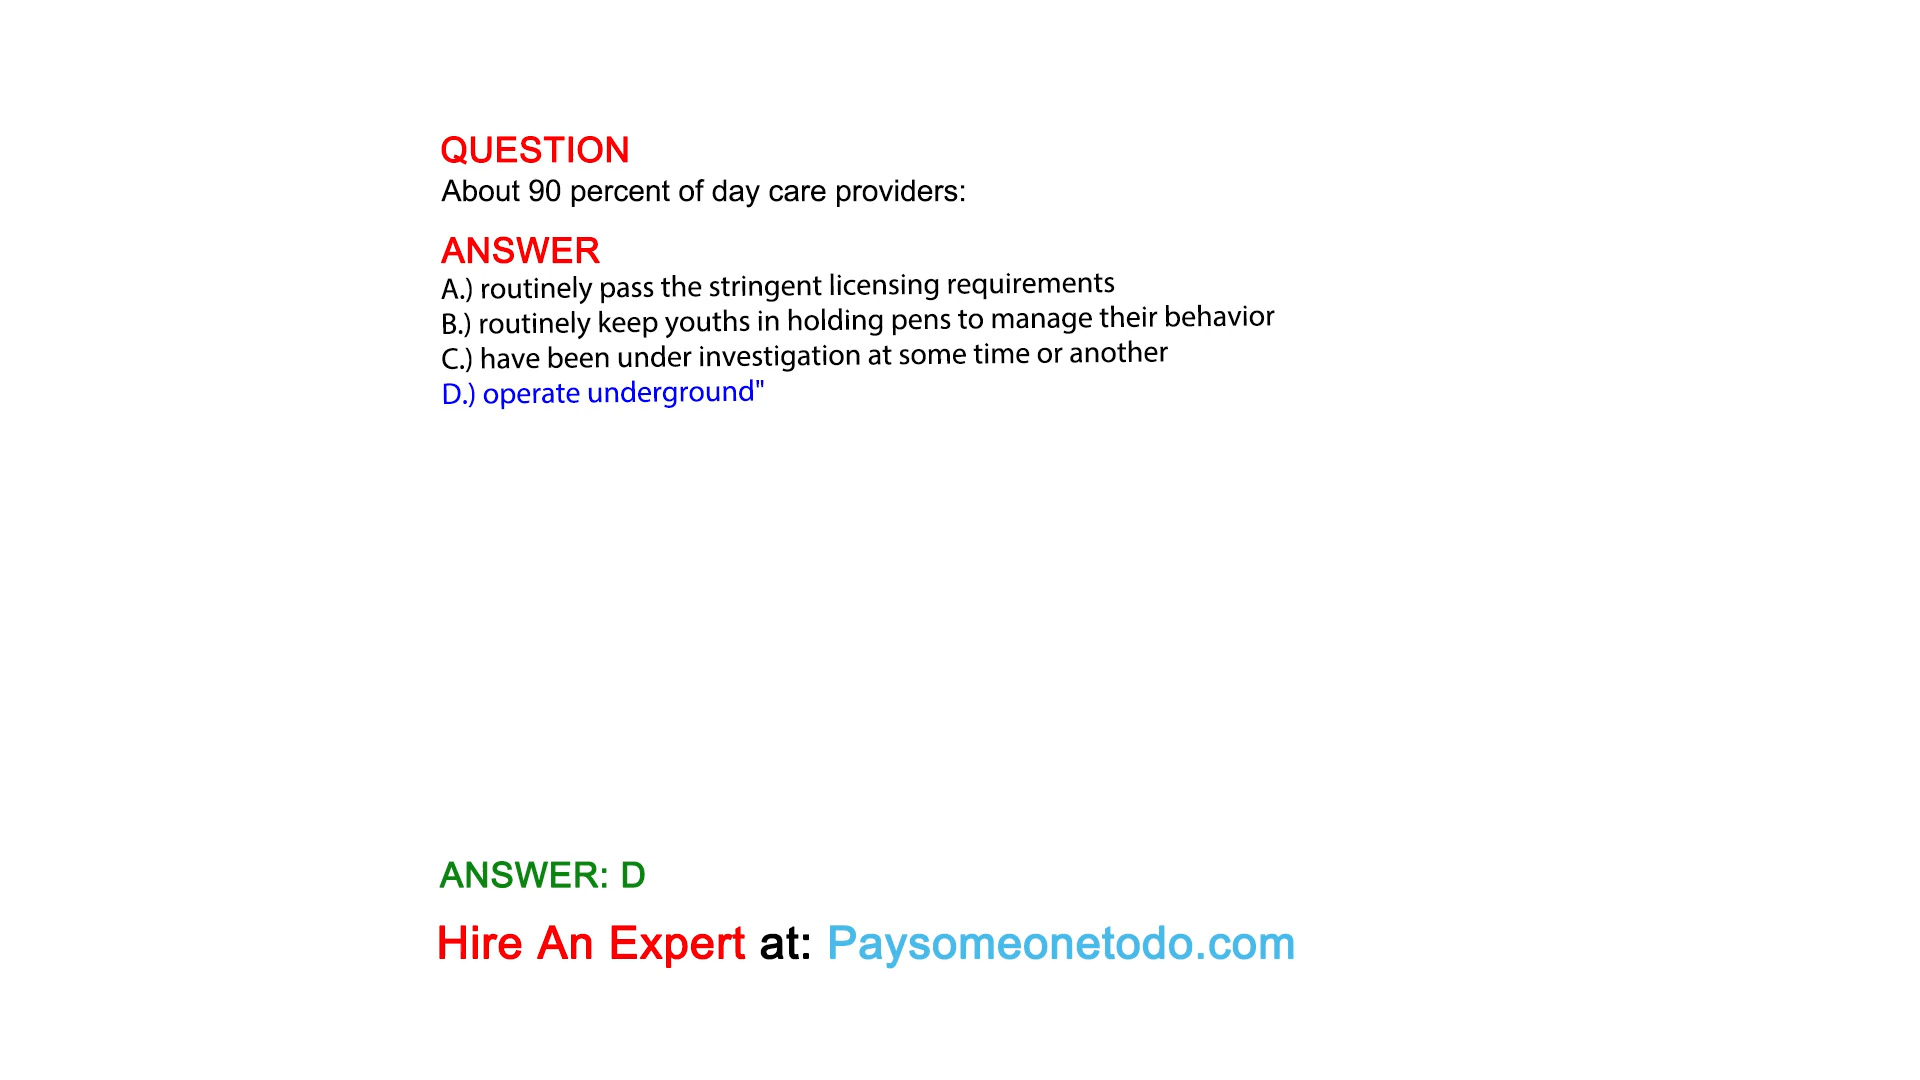 QUESTION
About 90 percent of day care providers:
ANSWER
A.) routinely pass the stringent licensing requirements
B.) routinely keep youths in holding pens to manage their behavior
C.) have been under investigation at some time or another
D.) operate underground"
ANSWER: D
Hire An Expert at: Paysomeonetodo.com